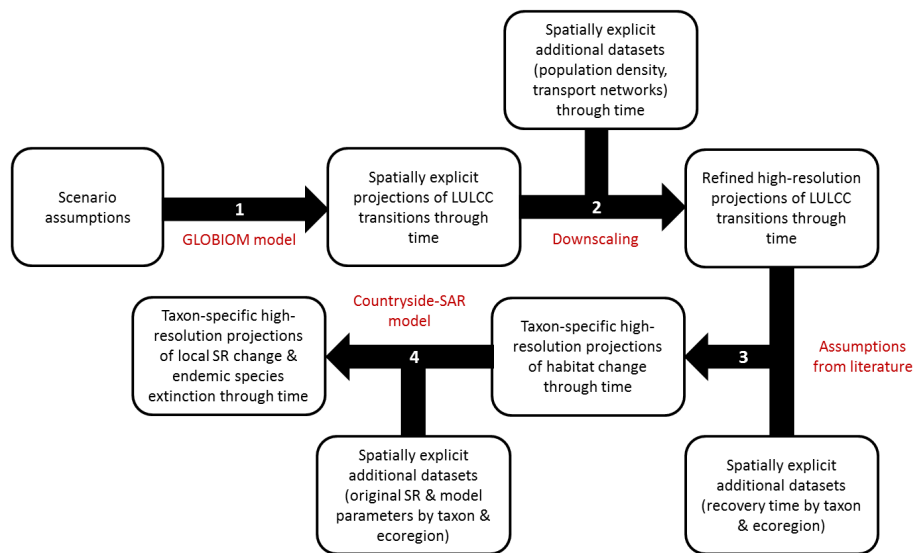 Spatially explicit
additional datasets
(population density,
transport networks)
through time
Scenario
assumptions
1
GLOBIOM model
Spatially explicit
projections of LULCC
transitions through
time
2
Downscaling
Refined high-resolution
projections of LULCC
transitions through
time
Assumptions
from literature
3
Spatially explicit
additional datasets
(recovery time by taxon
& ecoregion)
Taxon-specific high-
resolution projections
of habitat change
through time
Countryside-SAR
model
4
Spatially explicit
additional datasets
(original SR & model
parameters by taxon &
ecoregion)
Taxon-specific high-
resolution projections
of local SR change &
endemic species
extinction through time